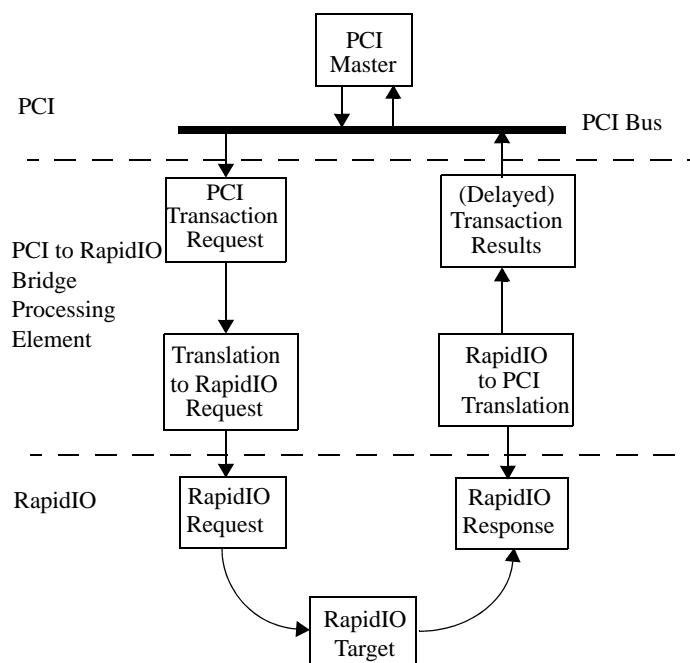 PCI
Master
PCI
PCI Bus
PCI
Transaction
Request
(Delayed)
Transaction
Results
PCI to RapidIO
Bridge
Processing
Element
Translation
to RapidIO
Request
RapidIO
to PCI
Translation
RapidIO
RapidIO
Request
RapidIO
Response
RapidIO
Target